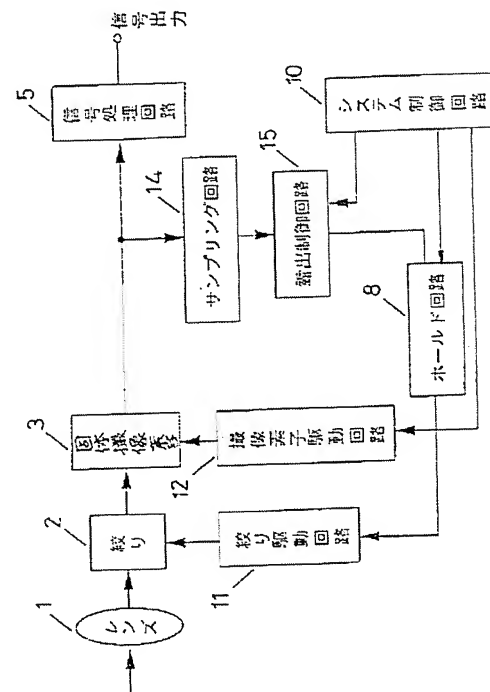 1
レンズ
2
絞り
3
固体撮像素子
5
信号処理回路
信号出力
14
サンプリング回路
15
露出制御回路
10
システム制御回路
8
ホールド回路
12
撮像素子駆動回路
11
絞り駆動回路